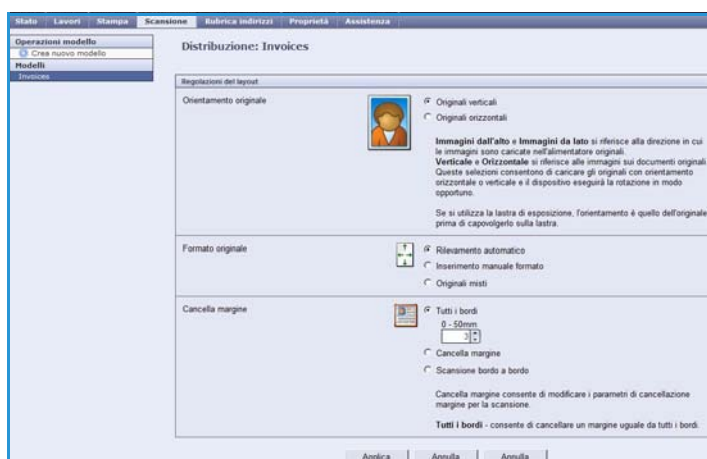 Stato Lavori Stampa Scansione Rubrica indirizzi Proprietà Assistenza
Operazioni modello
Crea nuovo modello
Modelli
Invoices
Distribuzione: Invoices
Regolazioni del layout
Orientamento originale
Originali verticali
Originali orizzontali
Immagini dall'alto e Immagini da lato si riferisce alla direzione in cui
le immagini sono caricate nell'alimentatore originali.
Verticale e Orizzontale si riferisce alle immagini sui documenti originali.
Queste selezioni consentono di caricare gli originali con orientamento
orizzontale o verticale e il dispositivo eseguirà la rotazione in modo
opportuno.
Se si utilizza la lastra di esposizione, l'orientamento è quello dell'originale
prima di capovolgerlo sulla lastra.
Formato originale
Rilevamento automatico
Inserimento manuale formato
Originali misti
Cancella margine
Tutti i bordi
0 - 50mm
3
Cancella margine
Scansione bordo a bordo
Cancella margine consente di modificare i parametri di cancellazione
margine per la scansione.
Tutti i bordi - consente di cancellare un margine uguale da tutti i bordi.
Applica Annulla Annulla